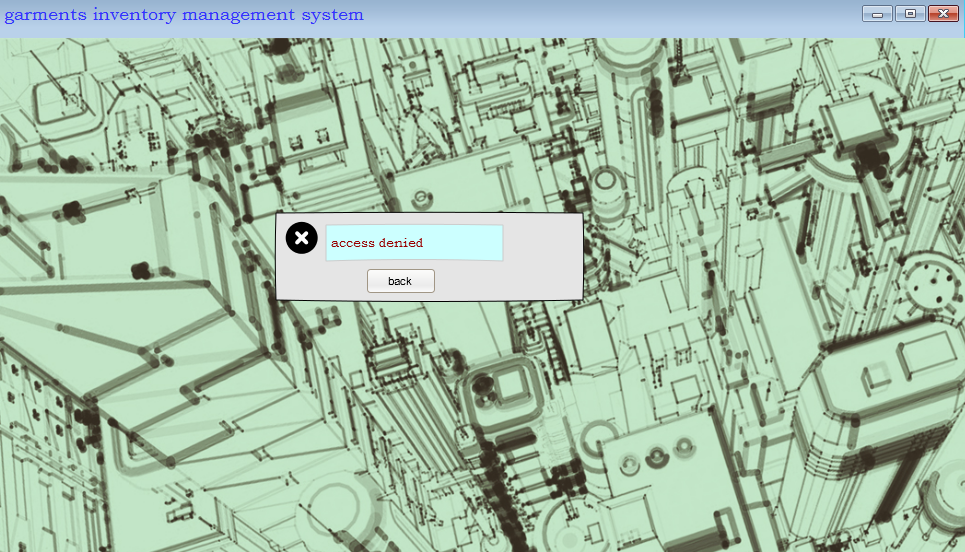 garments inventory management system
access denied
back